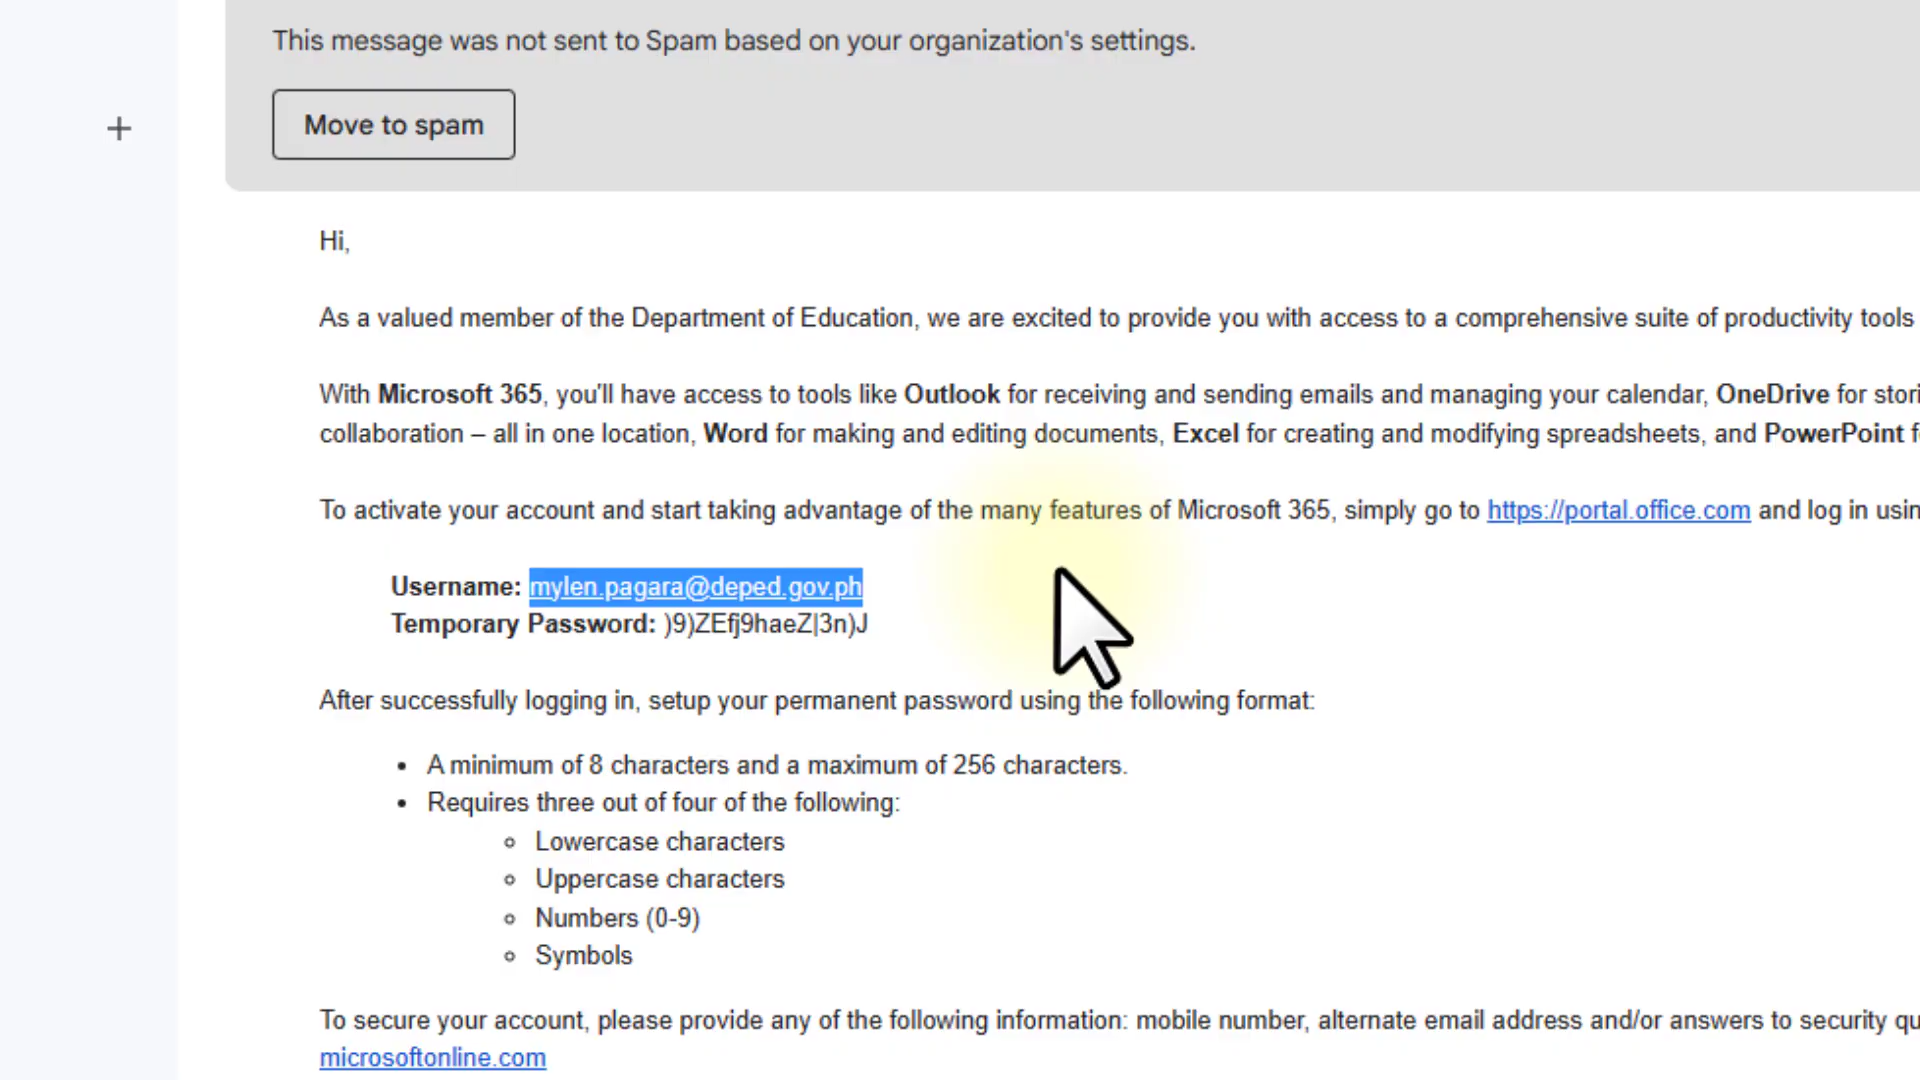 This message was not sent to Spam based on your organization's settings.
Move to spam
Hi,
As a valued member of the Department of Education, we are excited to provide you with access to a comprehensive suite of productivity tools
With Microsoft 365, you'll have access to tools like Outlook for receiving and sending emails and managing your calendar, OneDrive for stori
collaboration – all in one location, Word for making and editing documents, Excel for creating and modifying spreadsheets, and PowerPoint f
To activate your account and start taking advantage of the many features of Microsoft 365, simply go to https://portal.office.com and log in usin
Username: mylen.pagara@deped.gov.ph
Temporary Password: )9)ZEfj9haeZ|3n)J
After successfully logging in, setup your permanent password using the following format:
• A minimum of 8 characters and a maximum of 256 characters.
• Requires three out of four of the following:
Lowercase characters
Uppercase characters
Numbers (0-9)
Symbols
To secure your account, please provide any of the following information: mobile number, alternate email address and/or answers to security qu
microsoftonline.com